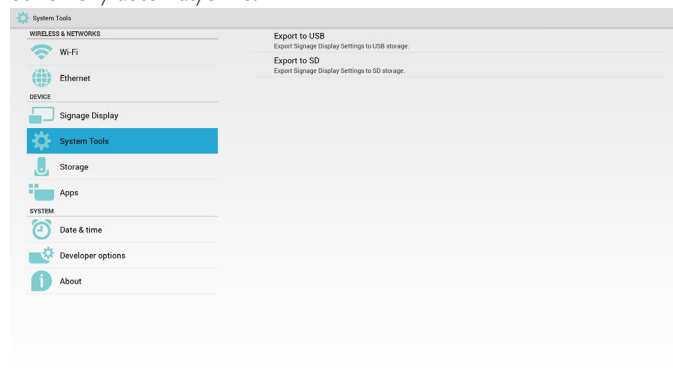 System Tools
WIRELESS & NETWORKS
Wi-Fi
Ethernet
DEVICE
Signage Display
System Tools
Storage
Apps
SYSTEM
Date & time
Developer options
About
Export to USB
Export Signage Display Settings to USB storage.
Export to SD
Export Signage Display Settings to SD storage.